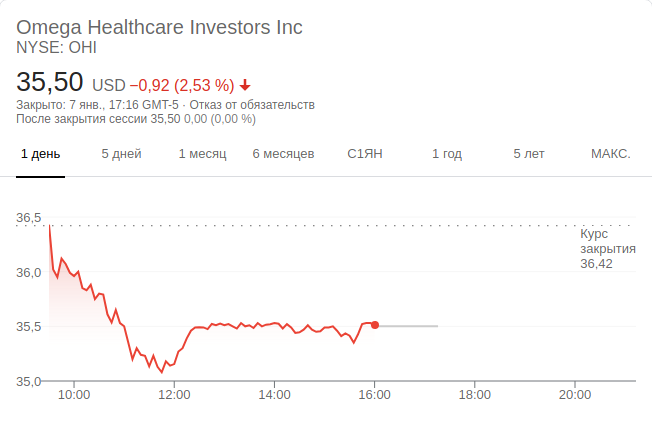 Omega Healthcare Investors Inc
NYSE: OHI
35,50 USD −0,92 (2,53 %)
Закрыто: 7 янв., 17:16 GMT-5 · Отказ от обязательств
После закрытия сессии 35,50 0,00 (0,00 %)
1 день 5 дней 1 месяц 6 месяцев С1ЯН 1 год 5 лет МАКС.
36,5
Курс
закрытия
36,42
36,0
35,5
35,0
10:00 12:00 14:00 16:00 18:00 20:00